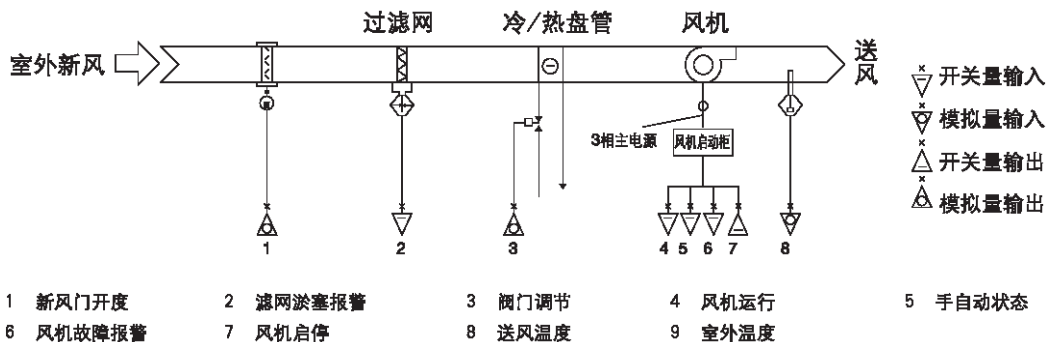 过滤网
冷/热盘管
风机
室外新风
送风
开关量输入
模拟量输入
开关量输出
模拟量输出
3相主电源
风机启动柜
1
2
3
4
5
6
7
8
1 新风门开度
2 滤网淤塞报警
3 阀门调节
4 风机运行
5 手自动状态
6 风机故障报警
7 风机启停
8 送风温度
9 室外温度